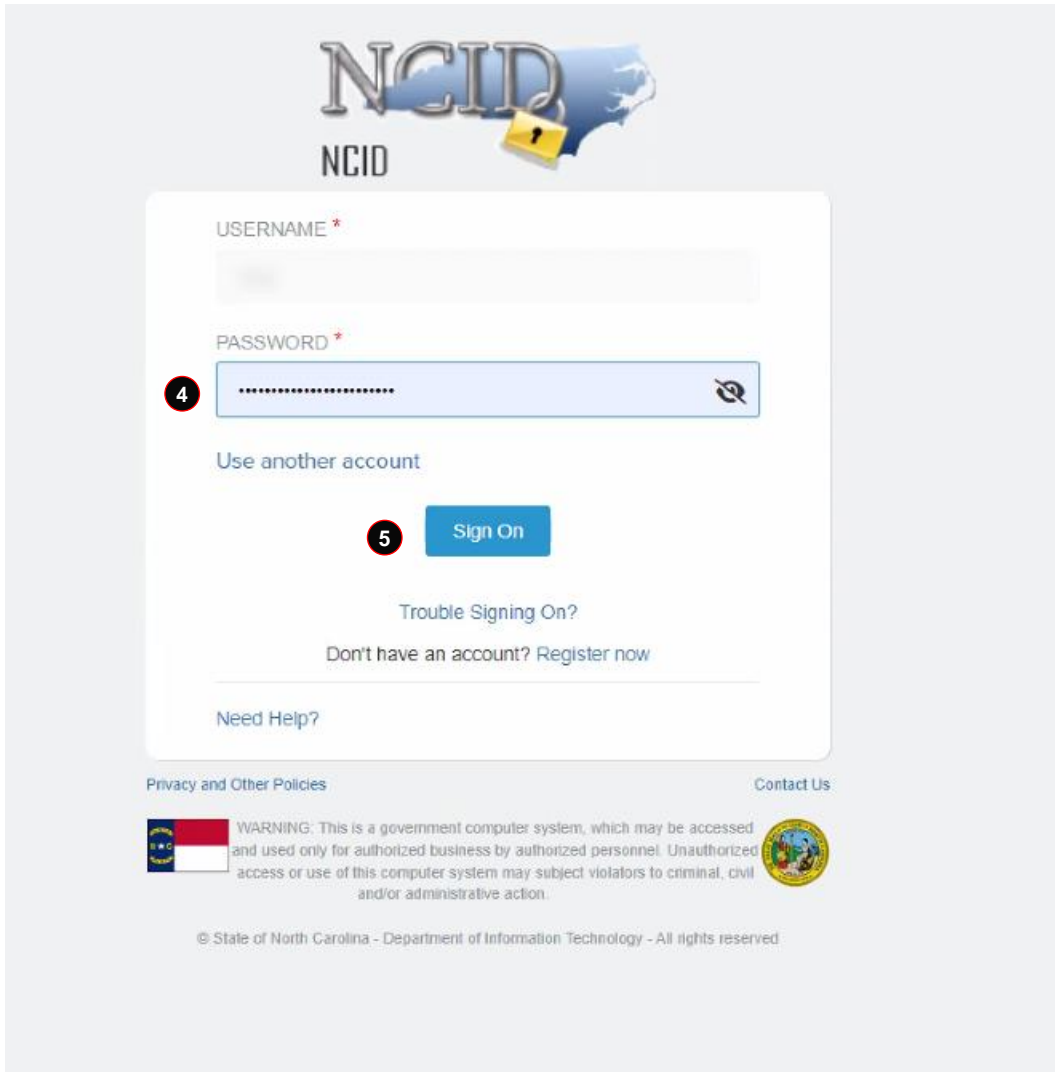 NCID
NCID
USERNAME *
PASSWORD *
4
••••••••••••••••••••••••
Use another account
5
Sign On
Trouble Signing On?
Don't have an account? Register now
Need Help?
Privacy and Other Policies
Contact Us
WARNING: This is a government computer system, which may be accessed
and used only for authorized business by authorized personnel. Unauthorized
access or use of this computer system may subject violators to criminal, civil
and/or administrative action.
© State of North Carolina - Department of Information Technology - All rights reserved